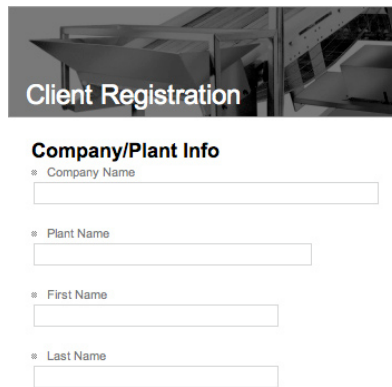 Client Registration
Company/Plant Info
Company Name
Plant Name
First Name
Last Name